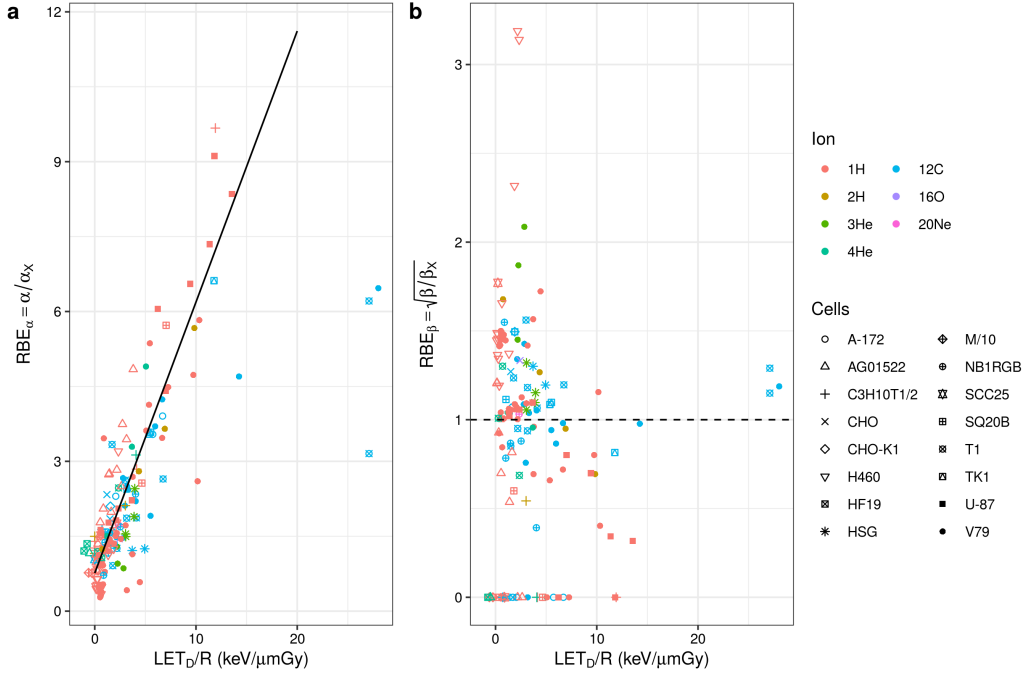 a
12
9
6
3
0
0 10 20
RBEα = α/αX
LETD/R (keV/μmGy)
b
3
2
1
0
0 10 20
RBEβ = √β/βX
LETD/R (keV/μmGy)
Ion
1H 12C
2H 16O
3He 20Ne
4He
Cells
A-172 M/10
AG01522 NB1RGB
C3H10T1/2 SCC25
CHO SQ20B
CHO-K1 T1
H460 TK1
HF19 U-87
HSG V79